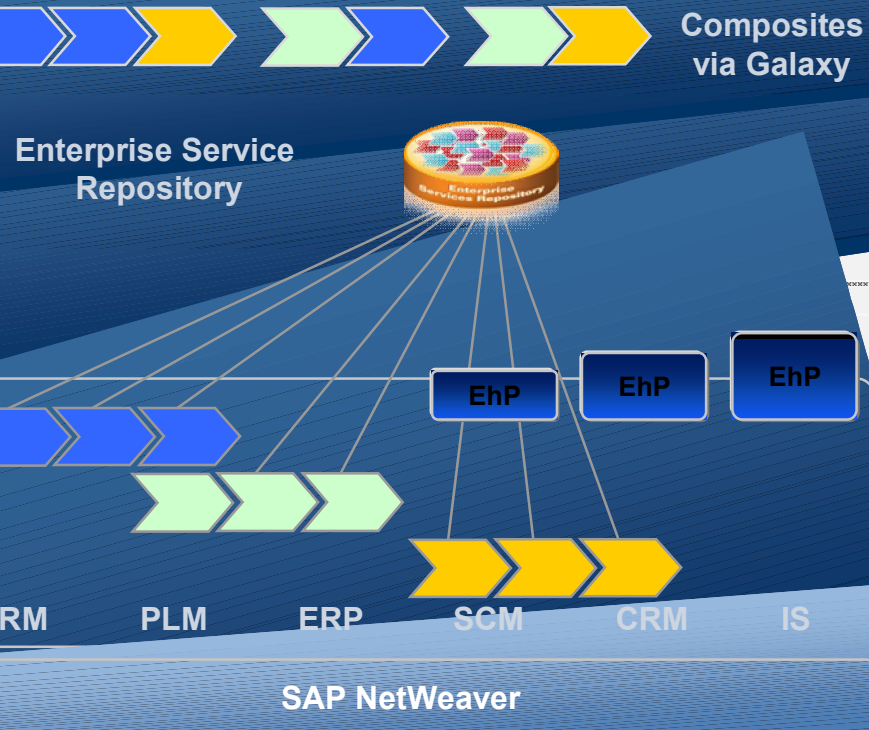 Composites
via Galaxy
Enterprise Service
Repository
Enterprise
Services Repository
EhP
EhP
EhP
RM
PLM
ERP
SCM
CRM
IS
SAP NetWeaver